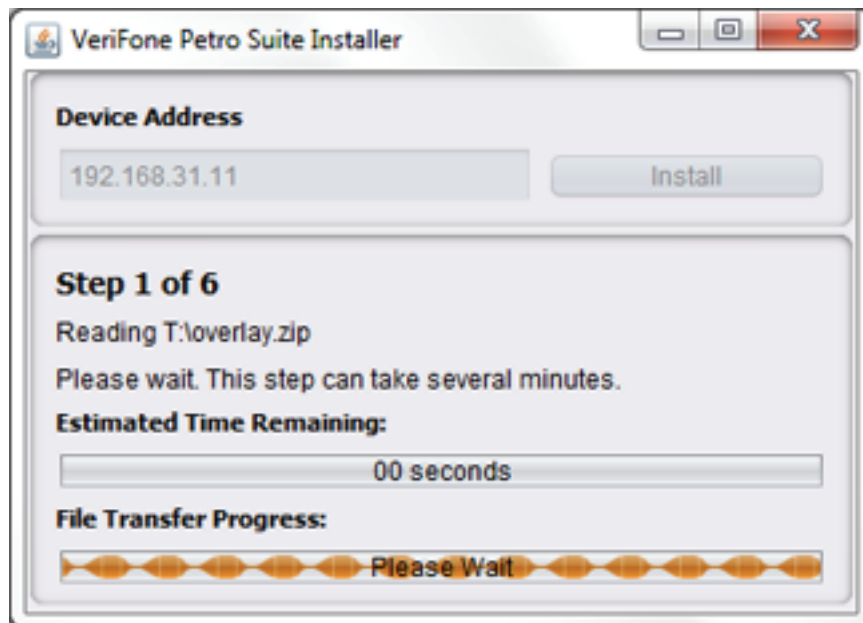 VeriFone Petro Suite Installer
Device Address
192.168.31.11 Install
Step 1 of 6
Reading T:\overlay.zip
Please wait. This step can take several minutes.
Estimated Time Remaining:
00 seconds
File Transfer Progress:
Please Wait